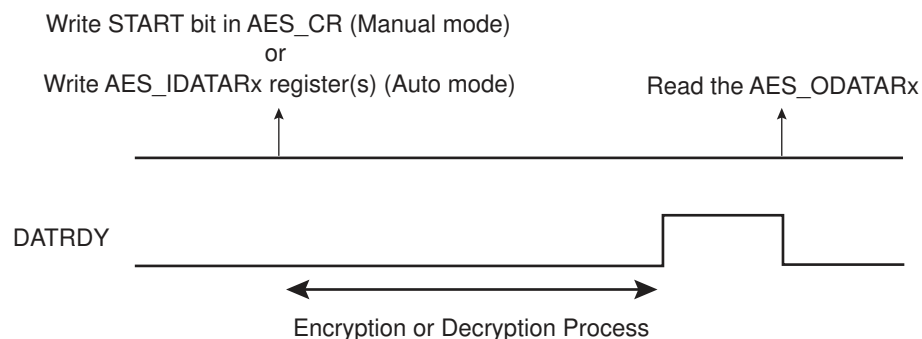 Write START bit in AES_CR (Manual mode)
or
Write AES_IDATARx register(s) (Auto mode)
Read the AES_ODATARx
DATRDY
Encryption or Decryption Process